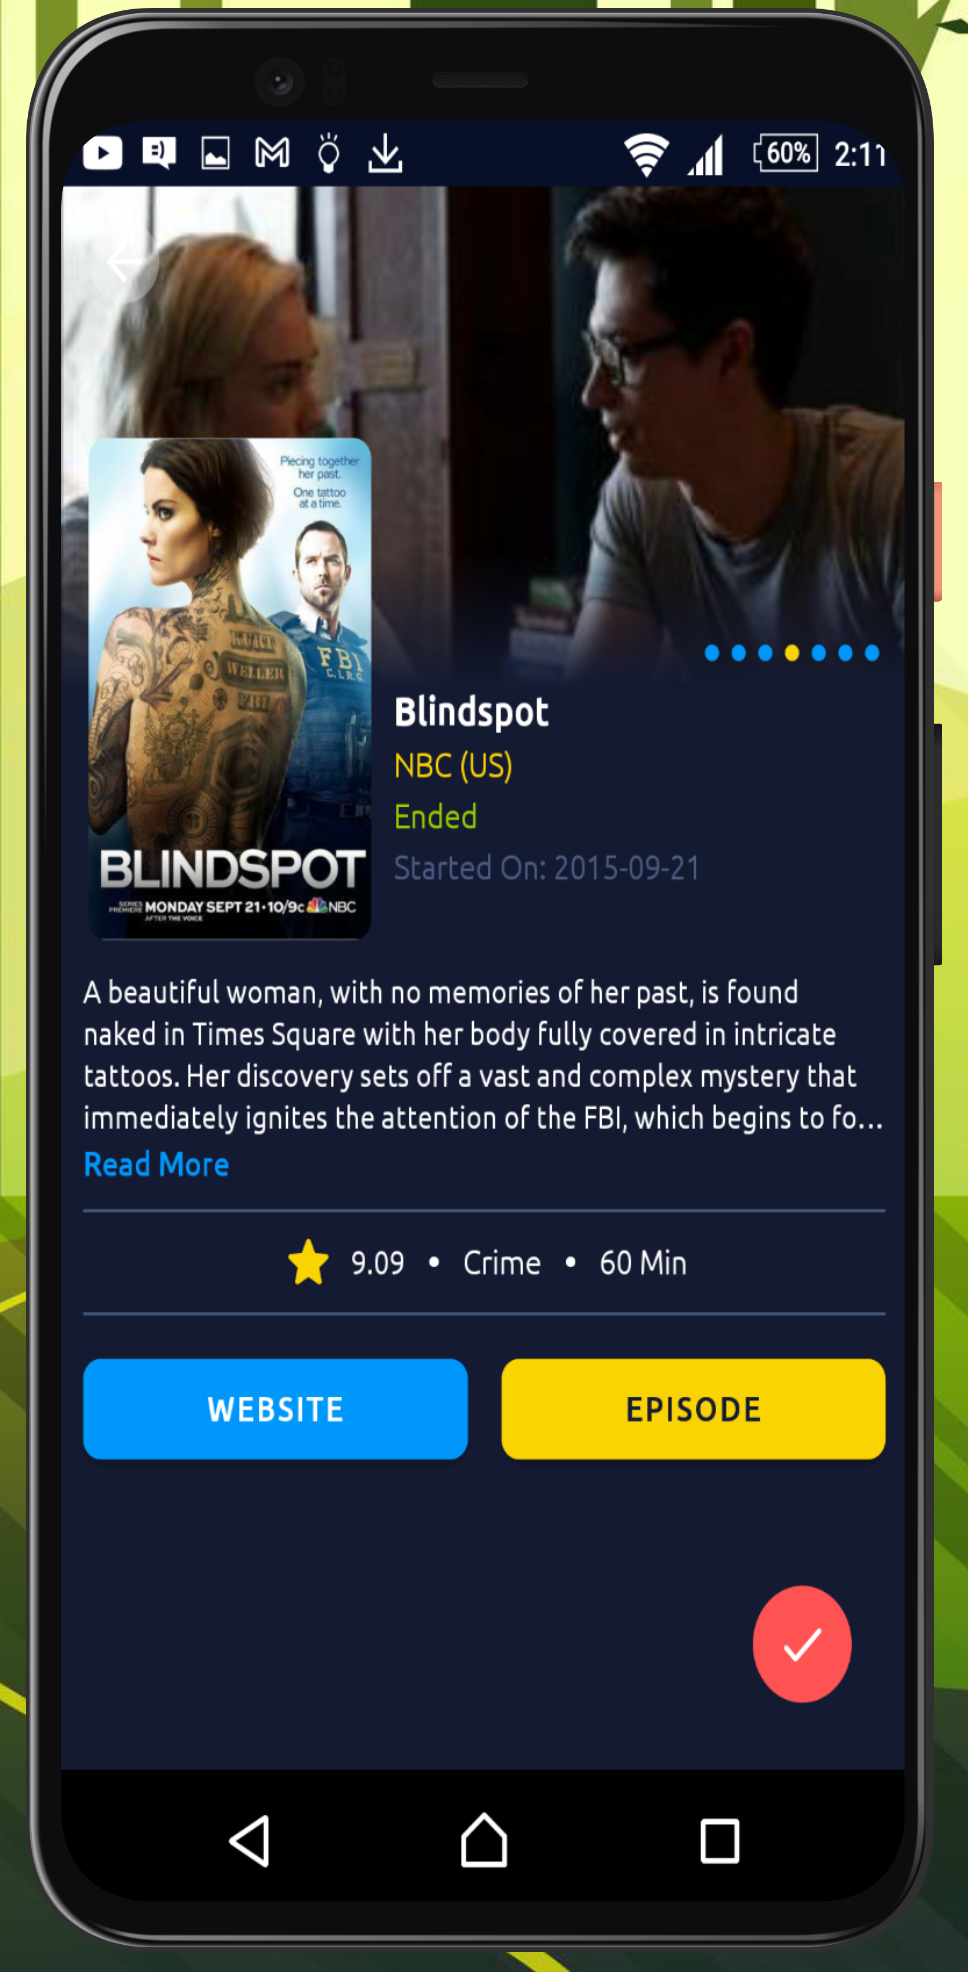 60%
2:11
Piecing together
her past.
One tattoo
at a time.
KURT
WELLER
FBI
FBI
C.I.R.G.
BLINDSPOT
SERIES
PREMIERE MONDAY SEPT 21·10/9c NBC
AFTER THE VOICE
Blindspot
NBC (US)
Ended
Started On: 2015-09-21
A beautiful woman, with no memories of her past, is found
naked in Times Square with her body fully covered in intricate
tattoos. Her discovery sets off a vast and complex mystery that
immediately ignites the attention of the FBI, which begins to fo...
Read More
9.09 • Crime • 60 Min
WEBSITE
EPISODE